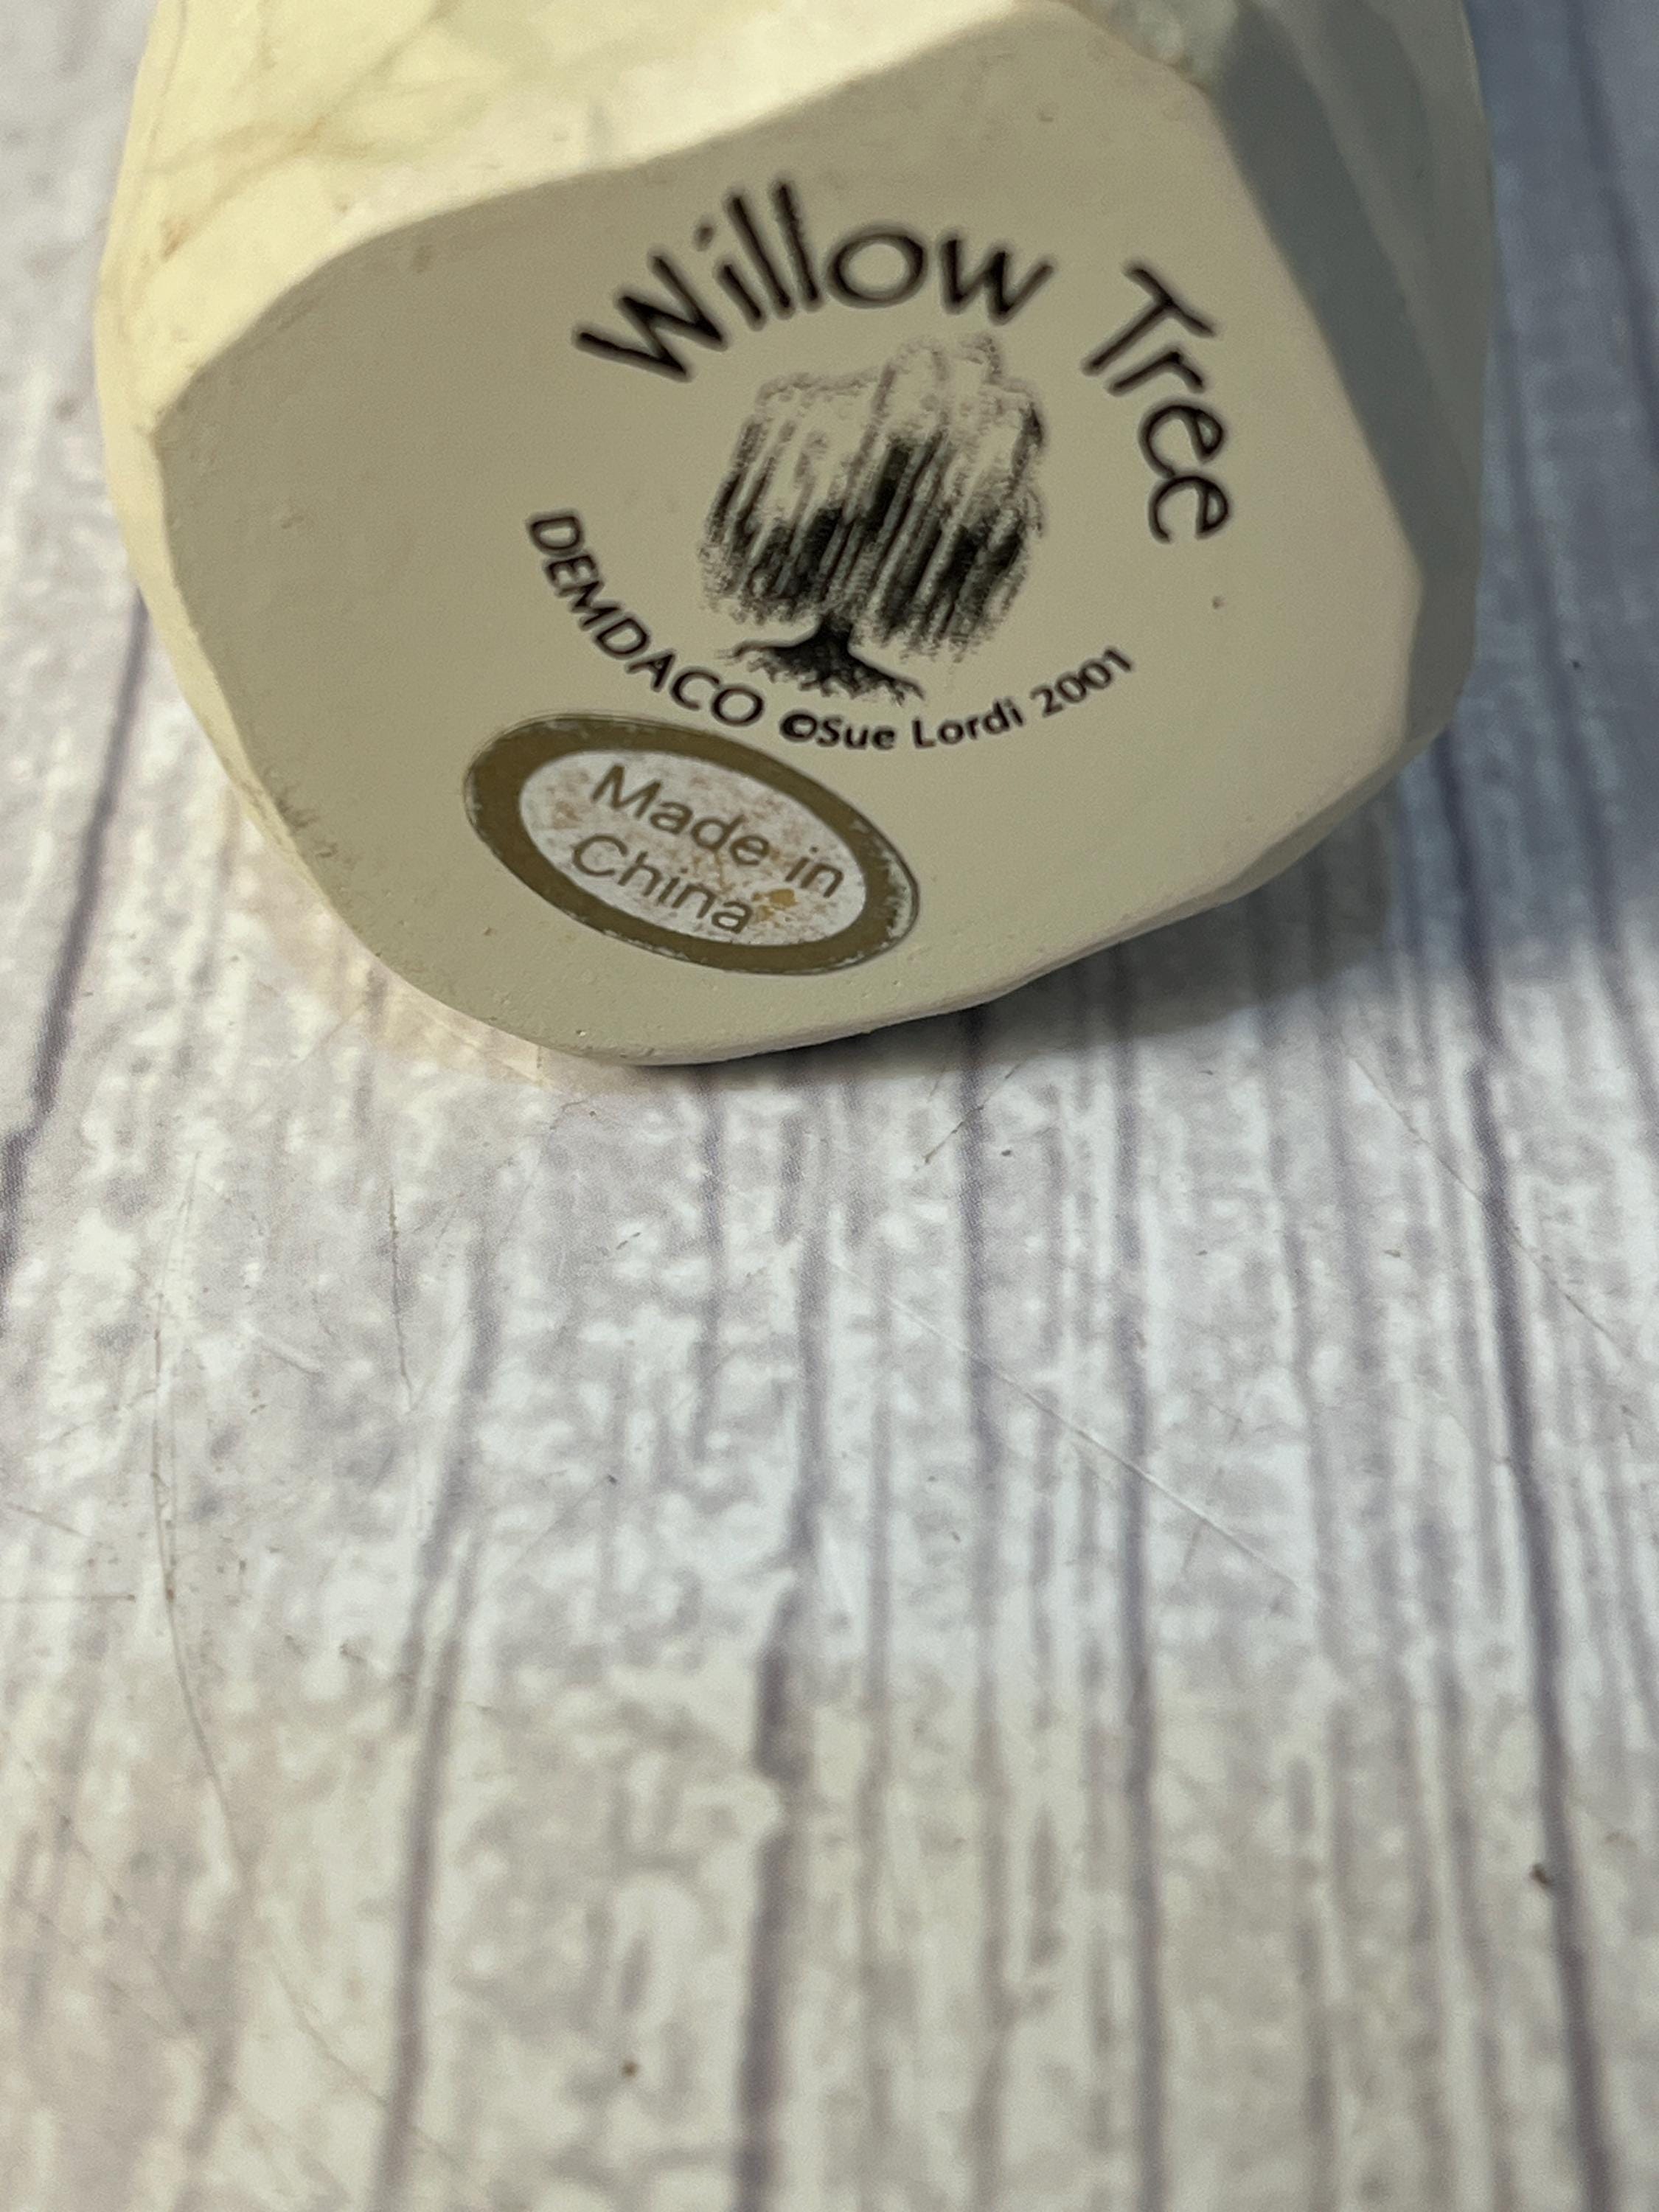 Willow Tree
DEMDACO ©Sue Lordi 2001
Made in
China